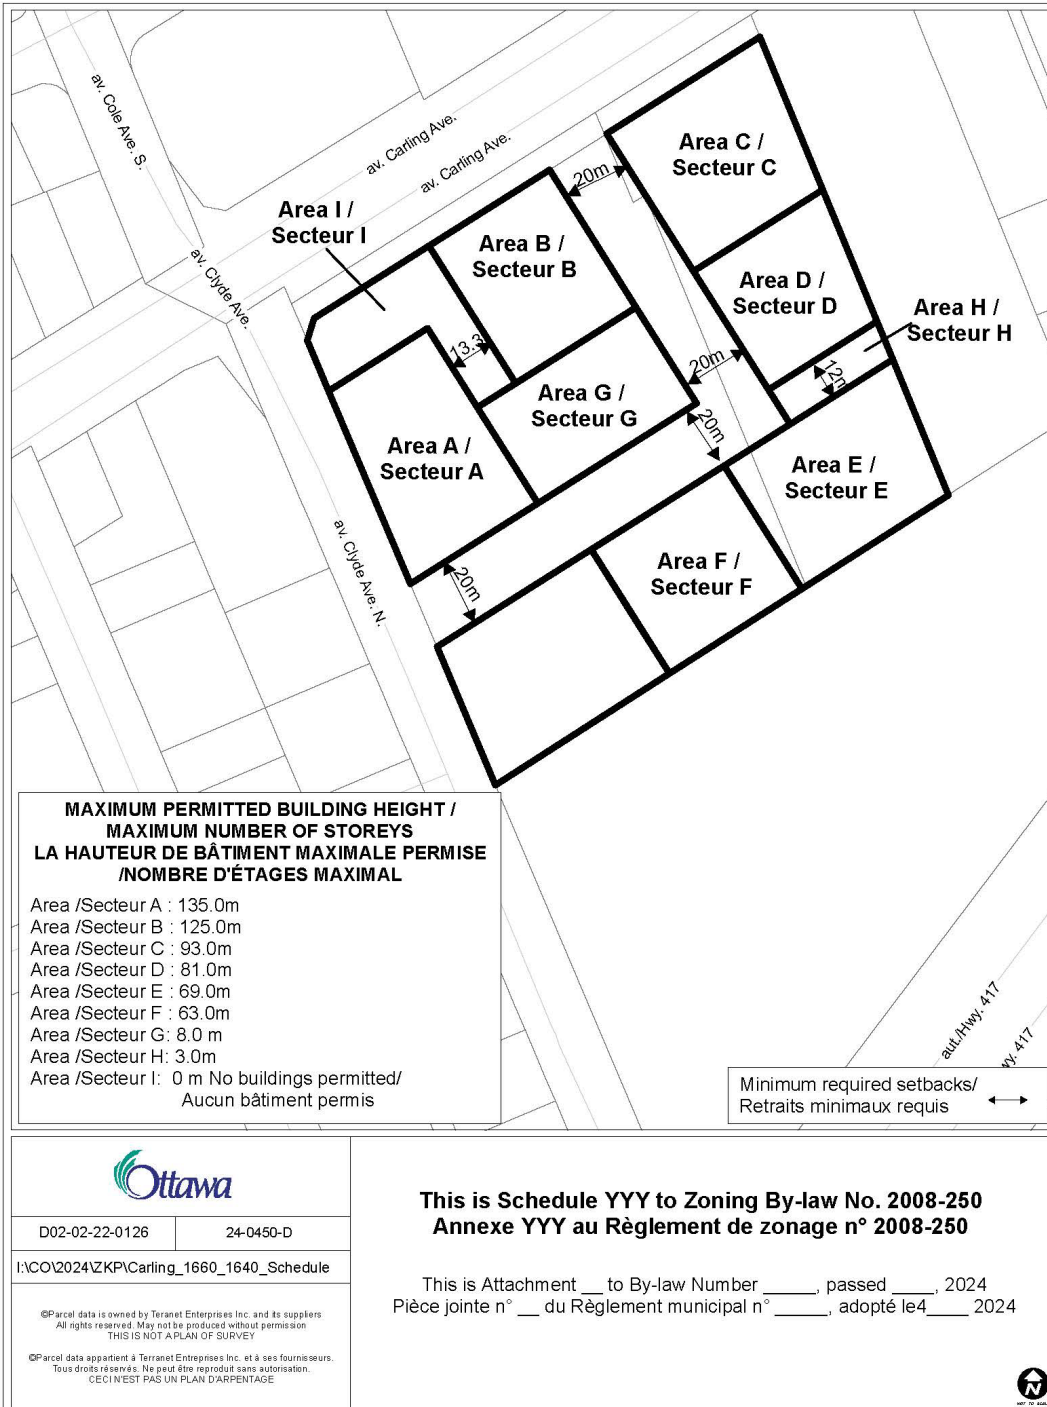 av. Cole Ave. S.
av. Carling Ave.
av. Carling Ave.
Area C /
Secteur C
20m
Area I /
Secteur I
Area B /
Secteur B
av. Clyde Ave.
Area D /
Secteur D
Area H /
Secteur H
13.3
20m
12m
Area G /
Secteur G
20m
Area A /
Secteur A
Area E /
Secteur E
av. Clyde Ave. N.
20m
Area F /
Secteur F
MAXIMUM PERMITTED BUILDING HEIGHT /
MAXIMUM NUMBER OF STOREYS
LA HAUTEUR DE BÂTIMENT MAXIMALE PERMISE
/NOMBRE D'ÉTAGES MAXIMAL
Area /Secteur A : 135.0m
Area /Secteur B : 125.0m
Area /Secteur C : 93.0m
Area /Secteur D : 81.0m
Area /Secteur E : 69.0m
Area /Secteur F : 63.0m
Area /Secteur G: 8.0 m
Area /Secteur H: 3.0m
Area /Secteur I: 0 m No buildings permitted/
Aucun bâtiment permis
aut./Hwy. 417
wy. 417
Minimum required setbacks/
Retraits minimaux requis
Ottawa
D02-02-22-0126
24-0450-D
I:\CO\2024\ZKP\Carling_1660_1640_Schedule
©Parcel data is owned by Teranet Enterprises Inc. and its suppliers
All rights reserved. May not be produced without permission
THIS IS NOT A PLAN OF SURVEY
©Parcel data appartient à Terranet Entreprises Inc. et à ses fournisseurs.
Tous droits réservés. Ne peut être reproduit sans autorisation.
CECI N'EST PAS UN PLAN D'ARPENTAGE
This is Schedule YYY to Zoning By-law No. 2008-250
Annexe YYY au Règlement de zonage n° 2008-250
This is Attachment __ to By-law Number _____, passed ____, 2024
Pièce jointe n° __ du Règlement municipal n° _____, adopté le4____ 2024
N
NOT TO SCALE